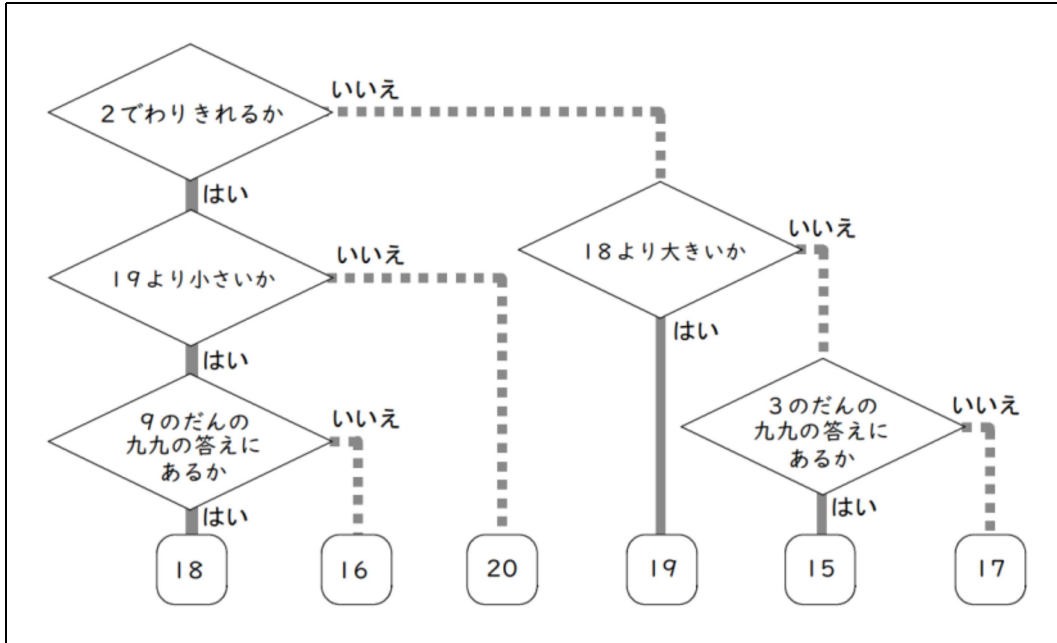 いいえ
2でわりきれるか
はい
いいえ
19より小さいか
はい
いいえ
9のだんの
九九の答えに
あるか
はい
いいえ
18より大きいか
はい
いいえ
3のだんの
九九の答えに
あるか
はい
18
16
20
19
15
17